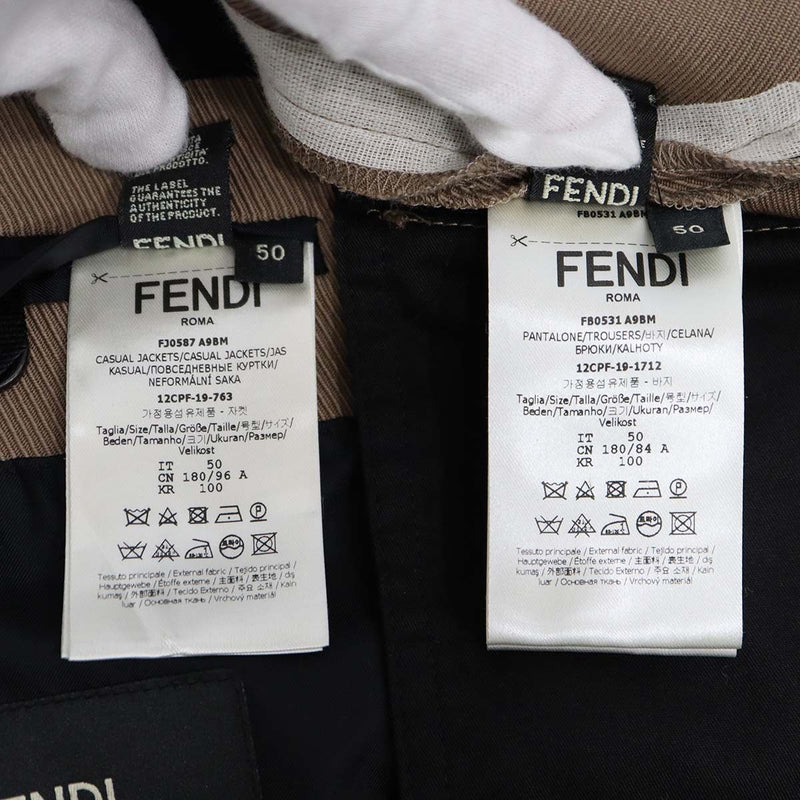 DEL PRODOTTO.
THE LABEL
GUARANTEES THE
AUTHENTICITY
OF THE PRODUCT.
FENDI
50
FENDI
ROMA
FJ0587 A9BM
CASUAL JACKETS/CASUAL JACKETS/JAS
KASUAL/ПОВСЕДНЕВНЫЕ КУРТКИ/
NEFORMÁLNÍ SAKA
12CPF-19-763
가정용섬유제품 - 자켓
Taglia/Size/Talla/Größe/Taille/号型/サイズ/
Beden/Tamanho/크기/Ukuran/Размер/
Velikost
IT 50
CN 180/96 A
KR 100
드라이
Tessuto principale / External fabric / Tejido principal /
Hauptgewebe / Étoffe externe / 主面料 / 表生地 / dış
kumaş / 外部面料 / Tecido Externo / 주요 소재 / Kain
luar / Основная ткань / Vrchový materiál
FENDI
FENDI
FB0531 A9BM
50
FENDI
ROMA
FB0531 A9BM
PANTALONE/TROUSERS/바지/CELANA/
БРЮКИ/KALHOTY
12CPF-19-1712
가정용섬유제품 - 바지
Taglia/Size/Talla/Größe/Taille/号型/サイズ/
Beden/Tamanho/크기/Ukuran/Размер/
Velikost
IT 50
CN 180/84 A
KR 100
드라이
Tessuto principale / External fabric / Tejido principal /
Hauptgewebe / Étoffe externe / 主面料 / 表生地 / dış
kumaş / 外部面料 / Tecido Externo / 주요 소재 / Kain
luar / Основная ткань / Vrchový materiál